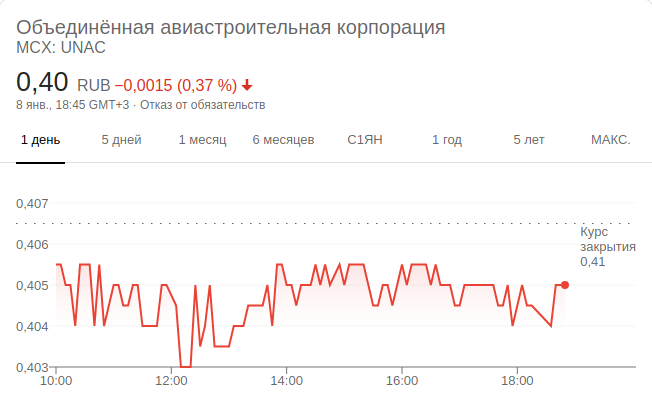 Объединённая авиастроительная корпорация
MCX: UNAC
0,40 RUB −0,0015 (0,37 %)
8 янв., 18:45 GMT+3 · Отказ от обязательств
1 день 5 дней 1 месяц 6 месяцев С1ЯН 1 год 5 лет МАКС.
0,407
Курс
0,406
закрытия
0,41
0,405
0,404
0,403
10:00 12:00 14:00 16:00 18:00